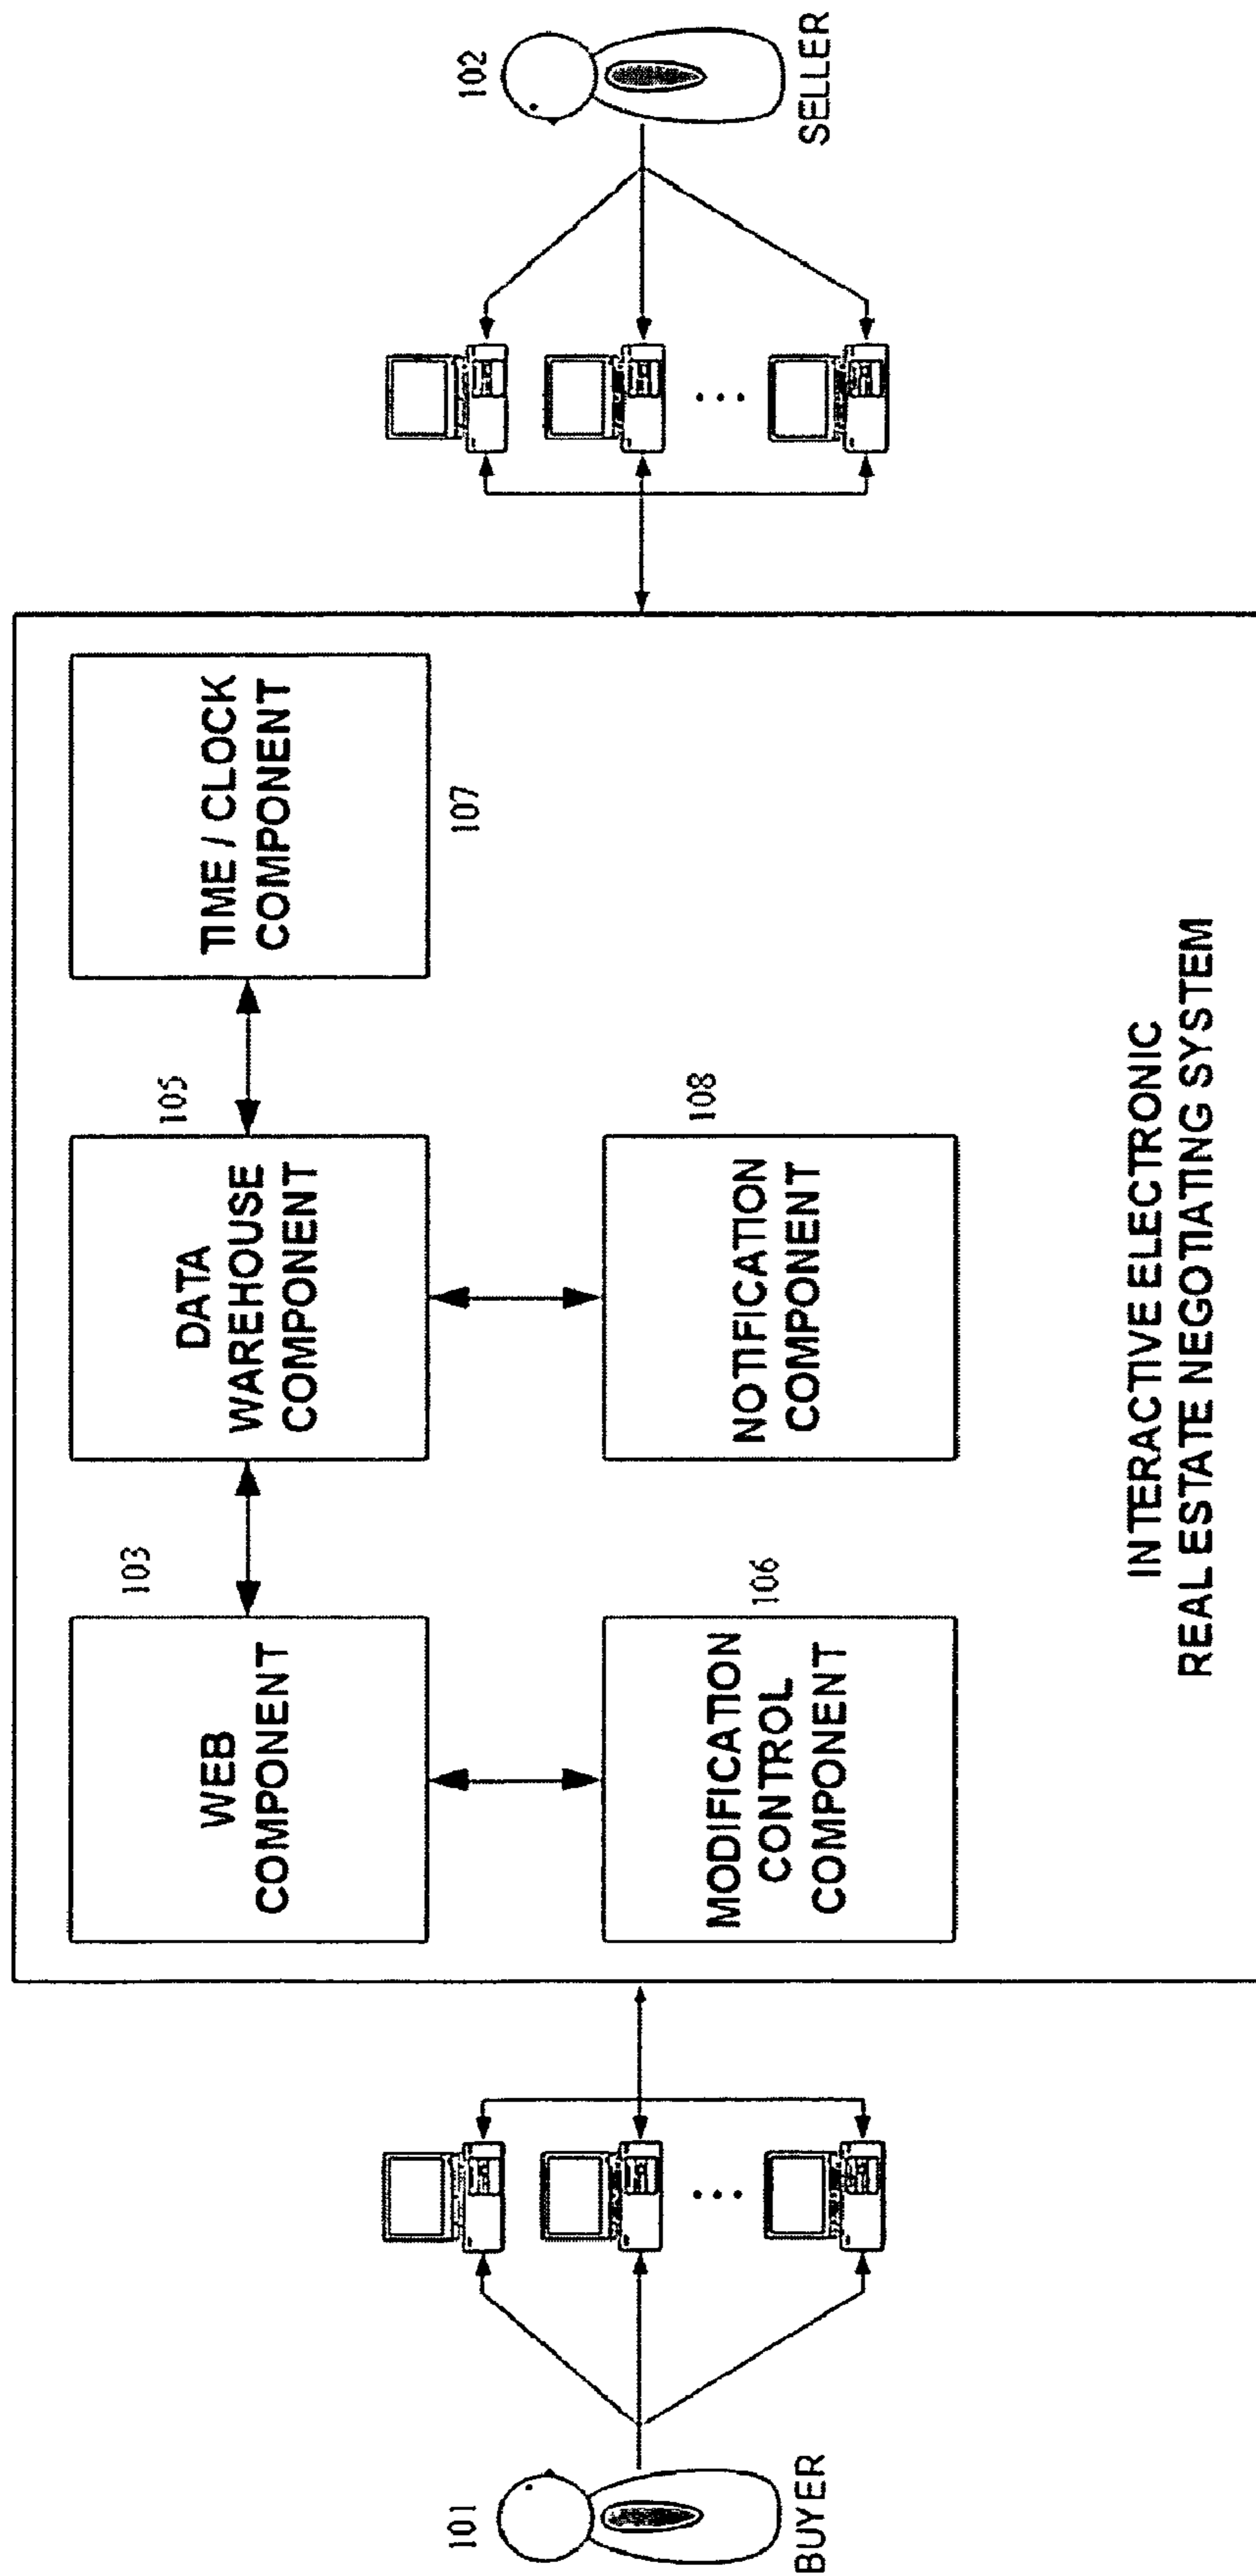 101
BUYER
WEB
COMPONENT
103
DATA
WAREHOUSE
COMPONENT
105
TIME / CLOCK
COMPONENT
107
MODIFICATION
CONTROL
COMPONENT
106
NOTIFICATION
COMPONENT
108
INTERACTIVE ELECTRONIC
REAL ESTATE NEGOTIATING SYSTEM
102
SELLER